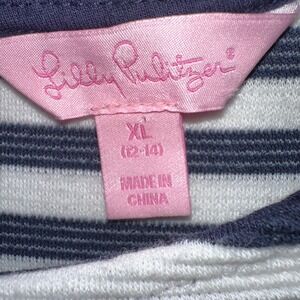 Lilly Pulitzer®
XL
(12-14)
MADE IN
CHINA